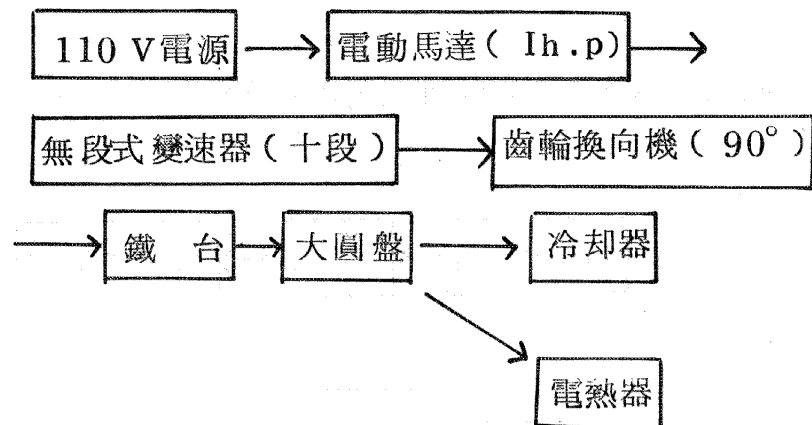 110 V電源 電動馬達( Ih.p)
無段式變速器(十段) 齒輪換向機( 90°)
鐵 台 大圓盤 冷却器
電熱器